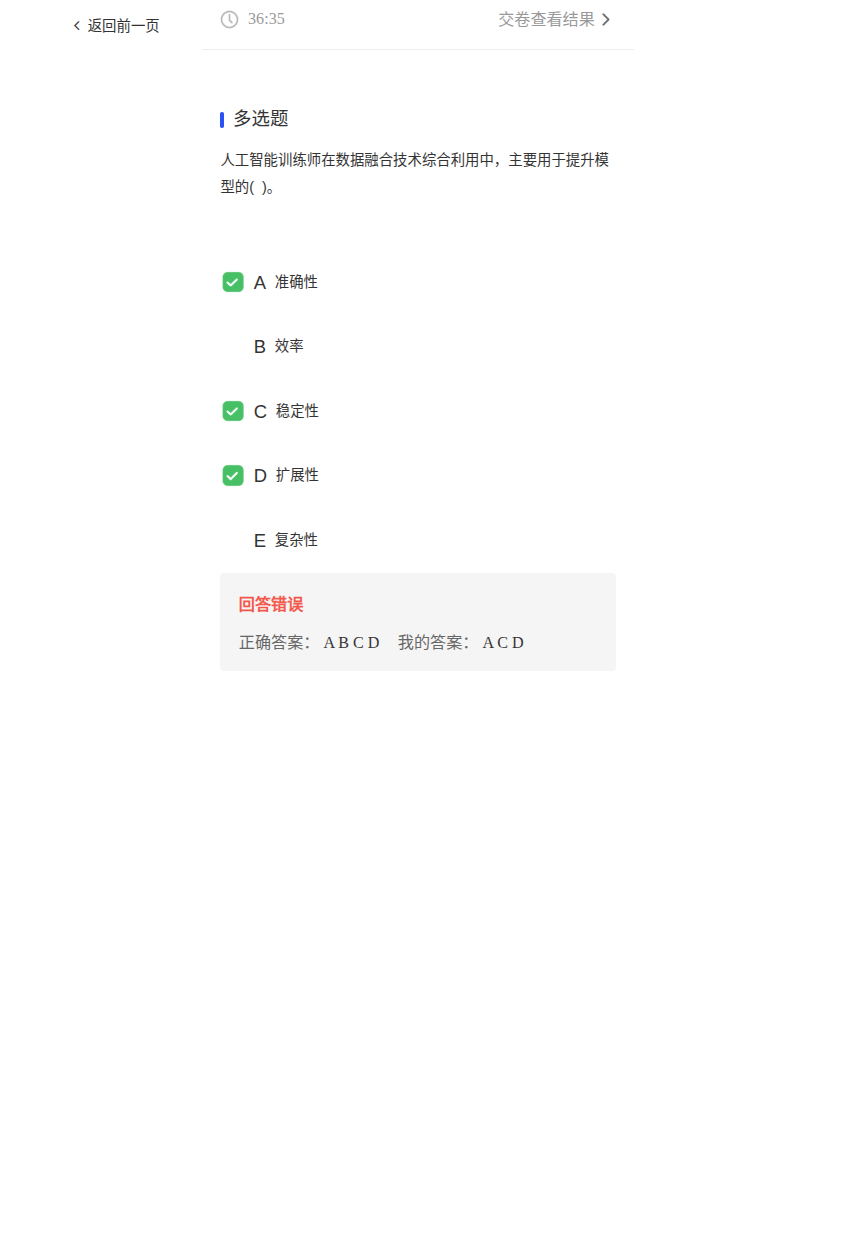 返回前一页
36:35
交卷查看结果
多选题
人工智能训练师在数据融合技术综合利用中，主要用于提升模
型的(  )。
A 准确性
B 效率
C 稳定性
D 扩展性
E 复杂性
回答错误
正确答案： A B C D 我的答案： A C D